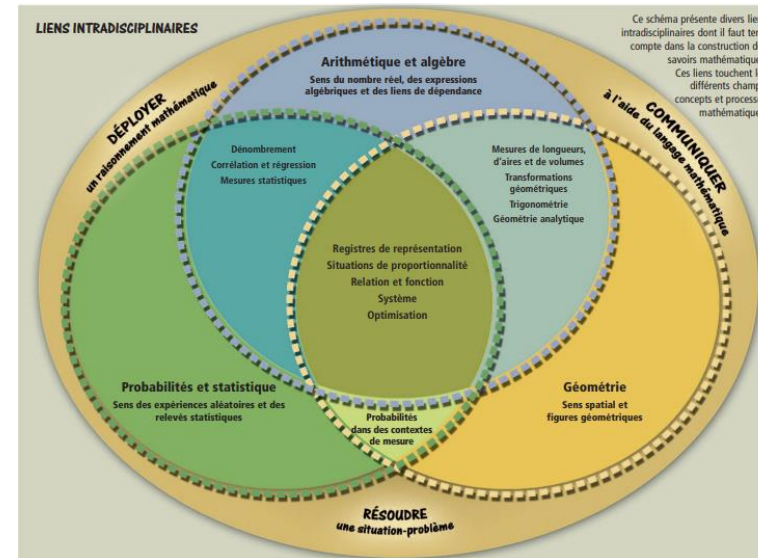 LIENS INTRADISCIPLINAIRES
Ce schéma présente divers lie
intradisciplinaires dont il faut ten
compte dans la construction d
savoirs mathématique
Ces liens touchent l
différents champ
concepts et process
mathématique
DÉPLOYER
un raisonnement mathématique
COMMUNIQUER
à l'aide du langage mathématique
Arithmétique et algèbre
Sens du nombre réel, des expressions
algébriques et des liens de dépendance
Dénombrement
Corrélation et régression
Mesures statistiques
Mesures de longueurs,
d'aires et de volumes
Transformations
géométriques
Trigonométrie
Géométrie analytique
Registres de représentation
Situations de proportionnalité
Relation et fonction
Système
Optimisation
Probabilités et statistique
Sens des expériences aléatoires et des
relevés statistiques
Probabilités
dans des contextes
de mesure
Géométrie
Sens spatial et
figures géométriques
RÉSOUDRE
une situation-problème